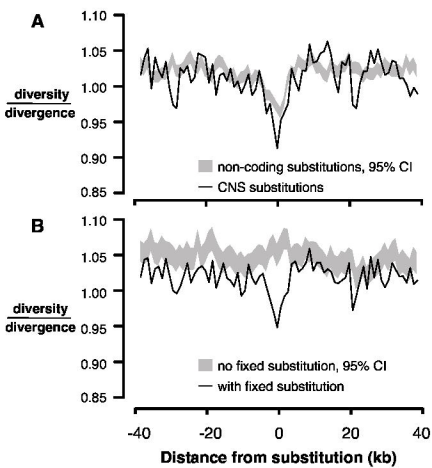 A
1.10
1.05
1.00
0.95
0.90
0.85
diversity
divergence
non-coding substitutions, 95% CI
CNS substitutions
B
1.10
1.05
1.00
0.95
0.90
0.85
diversity
divergence
no fixed substitution, 95% CI
with fixed substitution
-40 -20 0 20 40
Distance from substitution (kb)